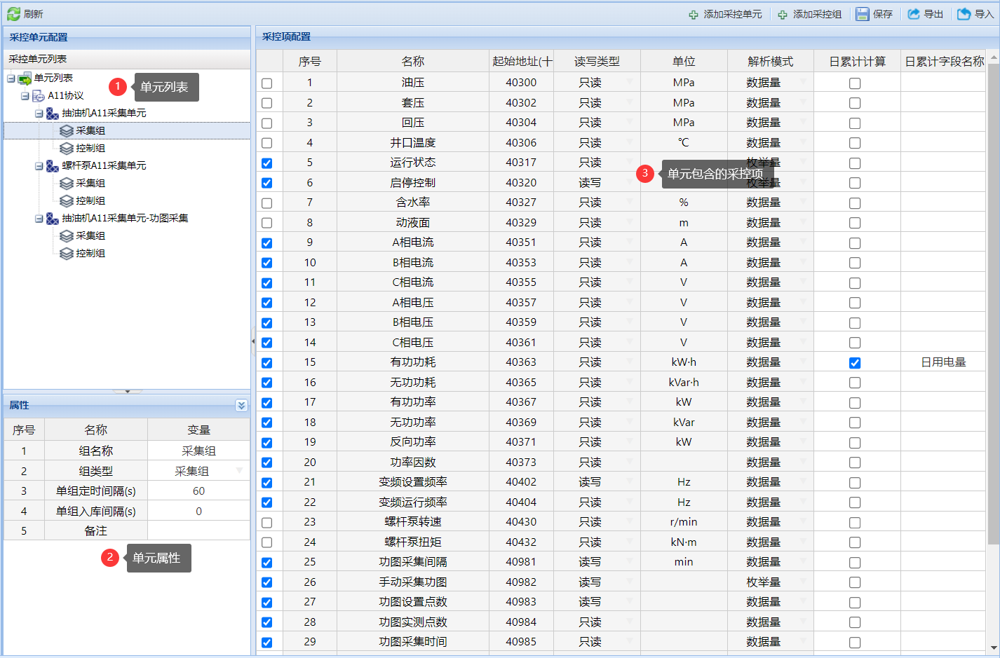 刷新 添加采控单元 添加采控组 保存 导出 导入
采控单元配置
采控单元列表
单元列表
A11协议
抽油机A11采集单元
采集组
控制组
螺杆泵A11采集单元
采集组
控制组
抽油机A11采集单元-功图采集
采集组
控制组
1 单元列表
属性
序号 名称 变量
1 组名称 采集组
2 组类型 采集组
3 单组定时间隔(s) 60
4 单组入库间隔(s) 0
5 备注
2 单元属性
采控项配置
序号 名称 起始地址(十 读写类型 单位 解析模式 日累计计算 日累计字段名称
1 油压 40300 只读 MPa 数据量
2 套压 40302 只读 MPa 数据量
3 回压 40304 只读 MPa 数据量
4 井口温度 40306 只读 ℃ 数据量
5 运行状态 40317 只读 枚举量
6 启停控制 40320 读写 枚举量
3 单元包含的采控项
7 含水率 40327 只读 % 数据量
8 动液面 40329 只读 m 数据量
9 A相电流 40351 只读 A 数据量
10 B相电流 40353 只读 A 数据量
11 C相电流 40355 只读 V 数据量
12 A相电压 40357 只读 V 数据量
13 B相电压 40359 只读 V 数据量
14 C相电压 40361 只读 V 数据量
15 有功功耗 40363 只读 kW·h 数据量 日用电量
16 无功功耗 40365 只读 kVar·h 数据量
17 有功功率 40367 只读 kW 数据量
18 无功功率 40369 只读 kVar 数据量
19 反向功率 40371 只读 kW 数据量
20 功率因数 40373 只读 数据量
21 变频设置频率 40402 读写 Hz 数据量
22 变频运行频率 40404 只读 Hz 数据量
23 螺杆泵转速 40430 只读 r/min 数据量
24 螺杆泵扭矩 40432 只读 kN·m 数据量
25 功图采集间隔 40981 读写 min 数据量
26 手动采集功图 40982 读写 枚举量
27 功图设置点数 40983 读写 数据量
28 功图实测点数 40984 只读 数据量
29 功图采集时间 40985 只读 数据量